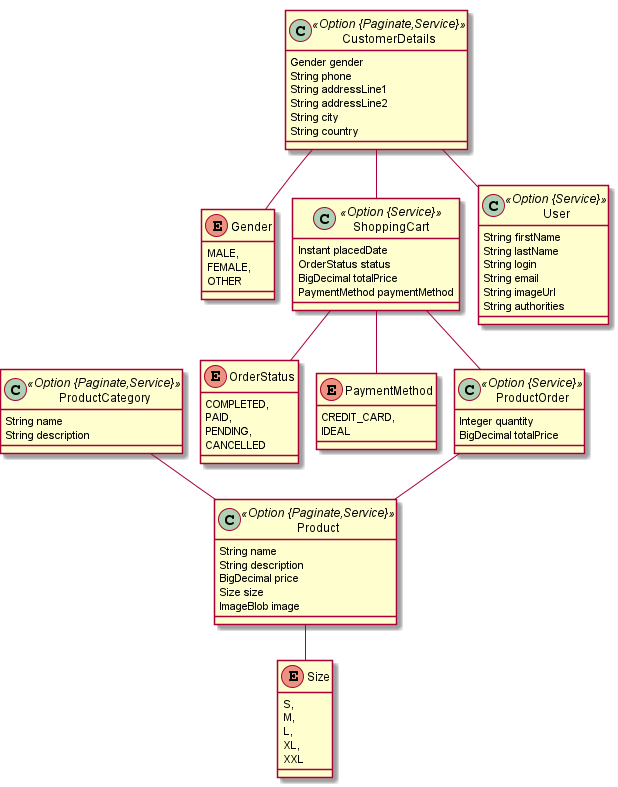 «Option {Paginate,Service}»
C
CustomerDetails
Gender gender
String phone
String addressLine1
String addressLine2
String city
String country
E Gender
MALE,
FEMALE,
OTHER
«Option {Service}»
C
ShoppingCart
Instant placedDate
OrderStatus status
BigDecimal totalPrice
PaymentMethod paymentMethod
«Option {Service}»
C
User
String firstName
String lastName
String login
String email
String imageUrl
String authorities
«Option {Paginate,Service}»
C
ProductCategory
String name
String description
E OrderStatus
COMPLETED,
PAID,
PENDING,
CANCELLED
E PaymentMethod
CREDIT_CARD,
IDEAL
«Option {Service}»
C
ProductOrder
Integer quantity
BigDecimal totalPrice
«Option {Paginate,Service}»
C
Product
String name
String description
BigDecimal price
Size size
ImageBlob image
E Size
S,
M,
L,
XL,
XXL